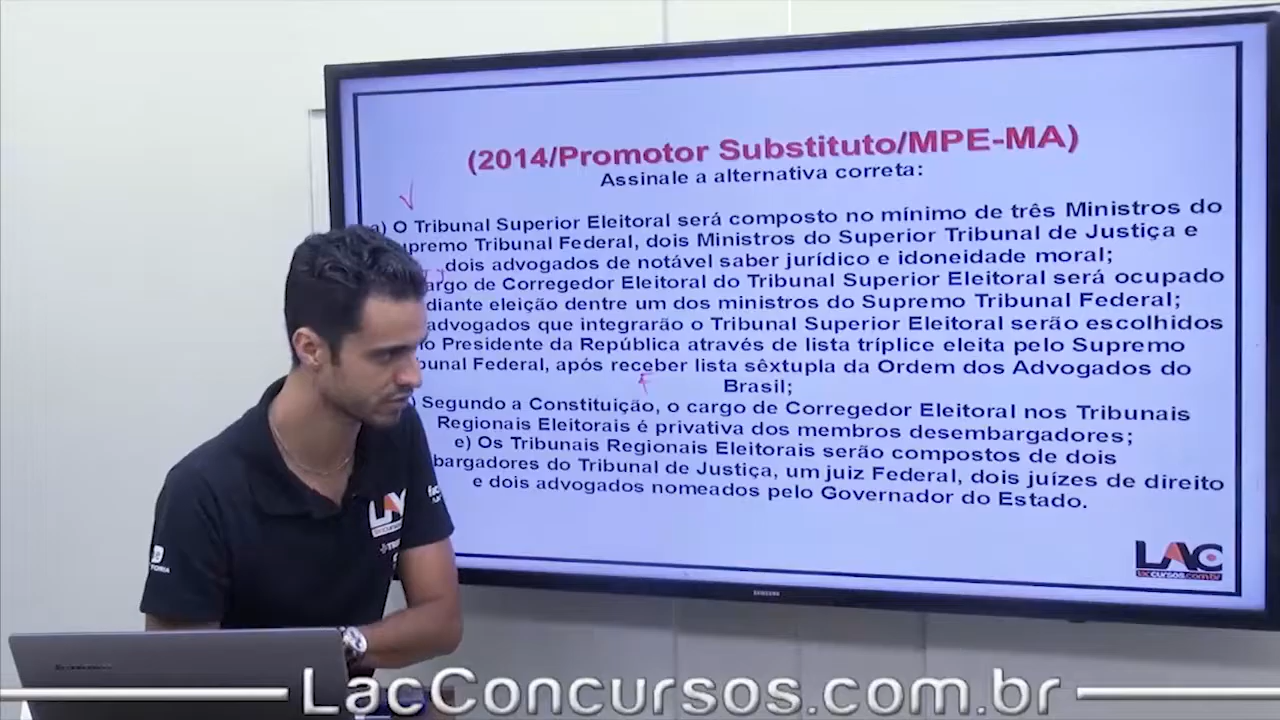 (2014/Promotor Substituto/MPE-MA)
Assinale a alternativa correta:
a) O Tribunal Superior Eleitoral será composto no mínimo de três Ministros do
Tribunal Federal, dois Ministros do Superior Tribunal de Justiça e
dois advogados de notável saber jurídico e idoneidade moral;
de Corregedor Eleitoral do Tribunal Superior Eleitoral será ocupado
eleição dentre um dos ministros do Supremo Tribunal Federal;
advogados que integrarão o Tribunal Superior Eleitoral serão escolhidos
Presidente da República através de lista tríplice eleita pelo Supremo
Federal, após receber lista sêxtupla da Ordem dos Advogados do
F
Brasil;
) Segundo a Constituição, o cargo de Corregedor Eleitoral nos Tribunais
Regionais Eleitorais é privativa dos membros desembargadores;
e) Os Tribunais Regionais Eleitorais serão compostos de dois
do Tribunal de Justiça, um juiz Federal, dois juízes de direito
e dois advogados nomeados pelo Governador do Estado.
LAC
lacCursos.com.br
SAMSUNG
LAC
LacConcursos.com.br